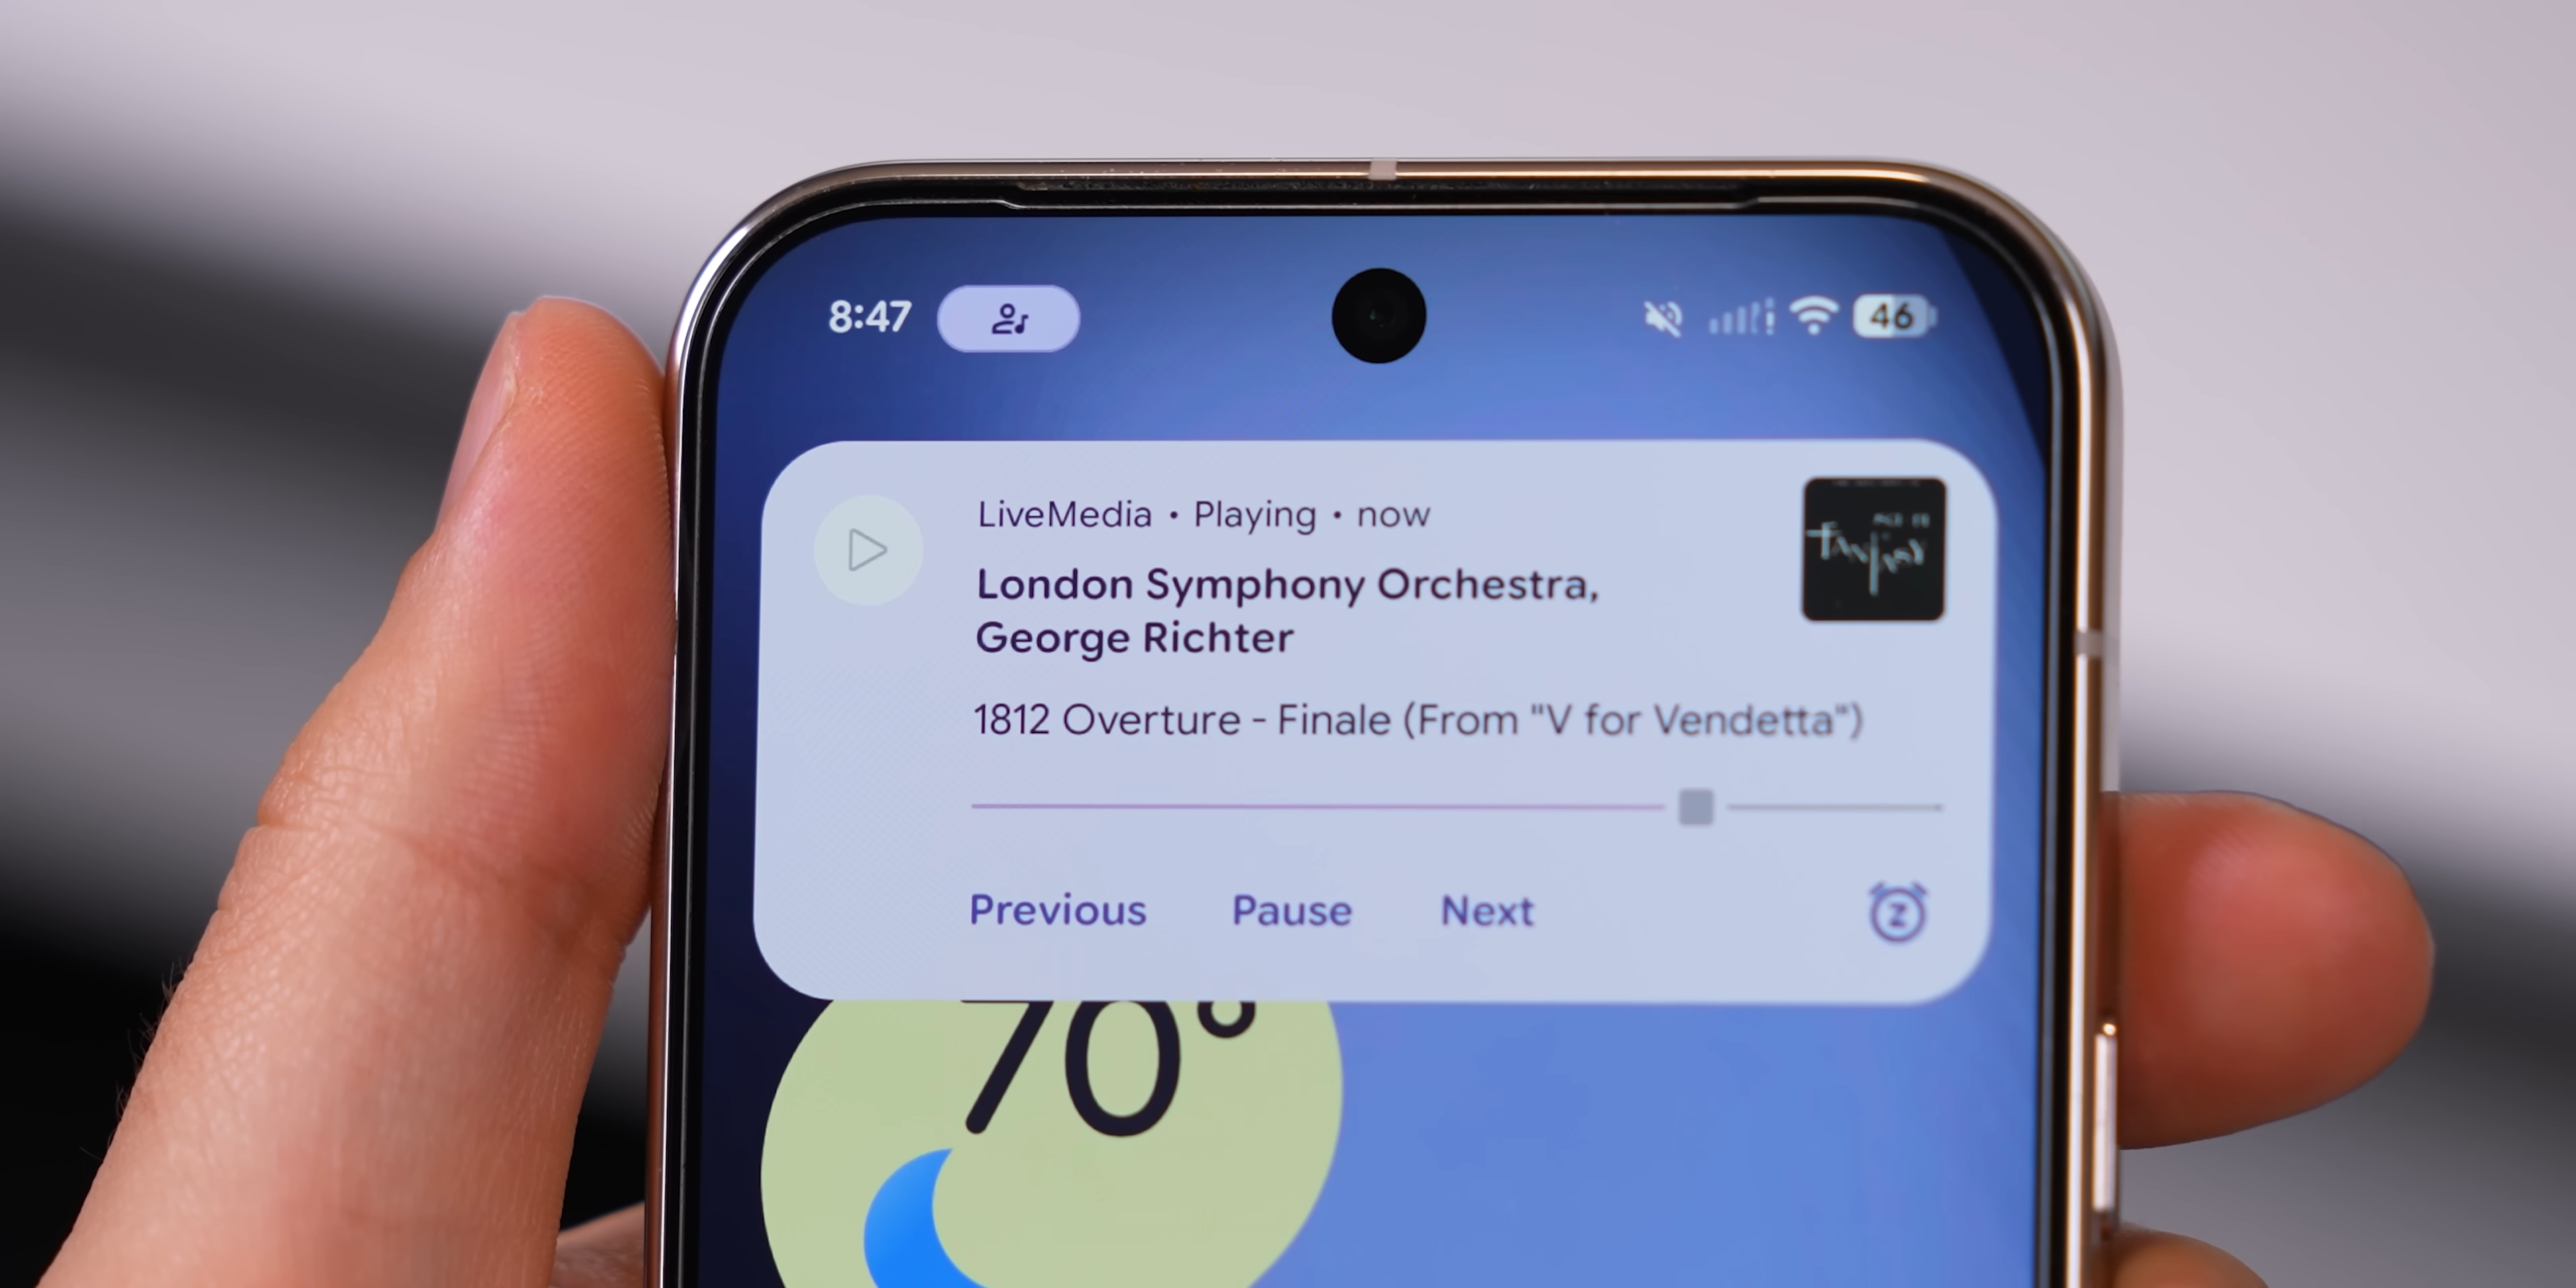 8:47
46
LiveMedia • Playing • now
London Symphony Orchestra,
George Richter
1812 Overture - Finale (From "V for Vendetta")
Previous Pause Next
z
70°